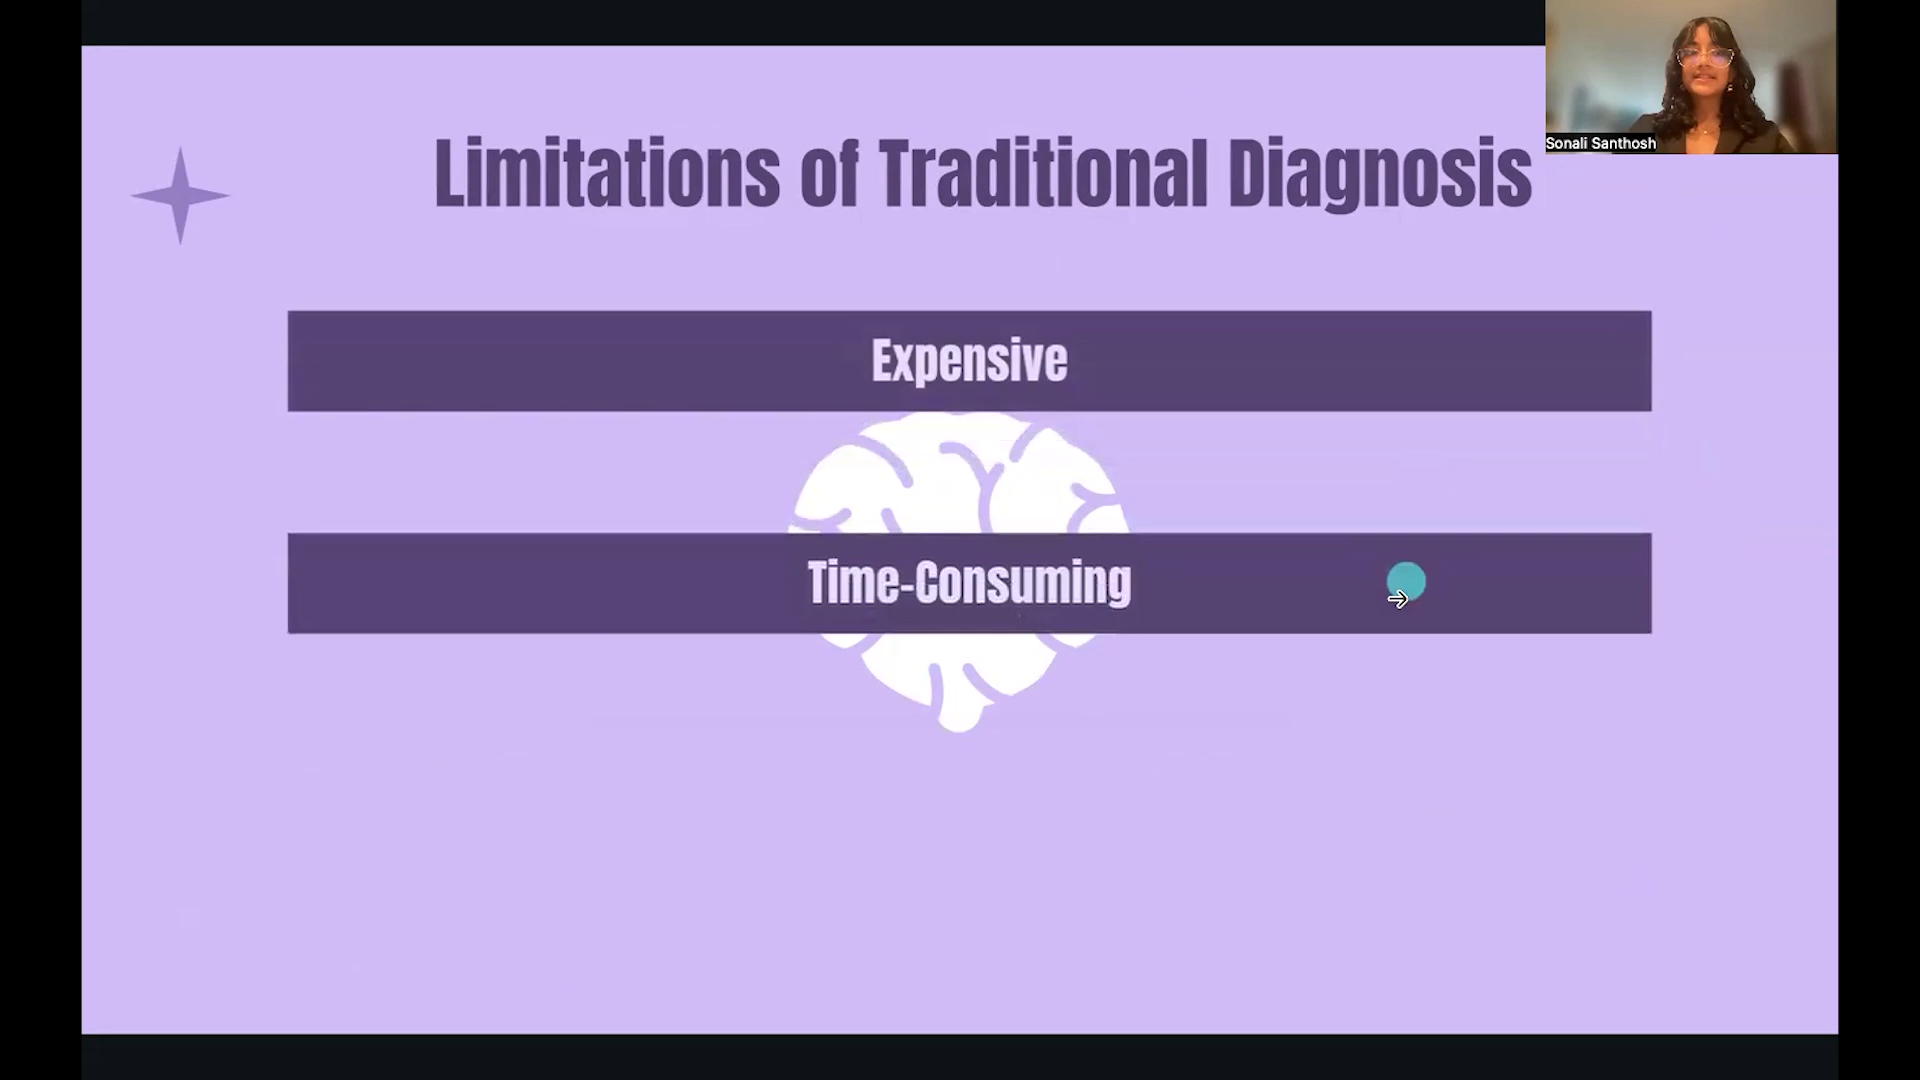 Sonali Santhosh
Limitations of Traditional Diagnosis
Expensive
Time-Consuming